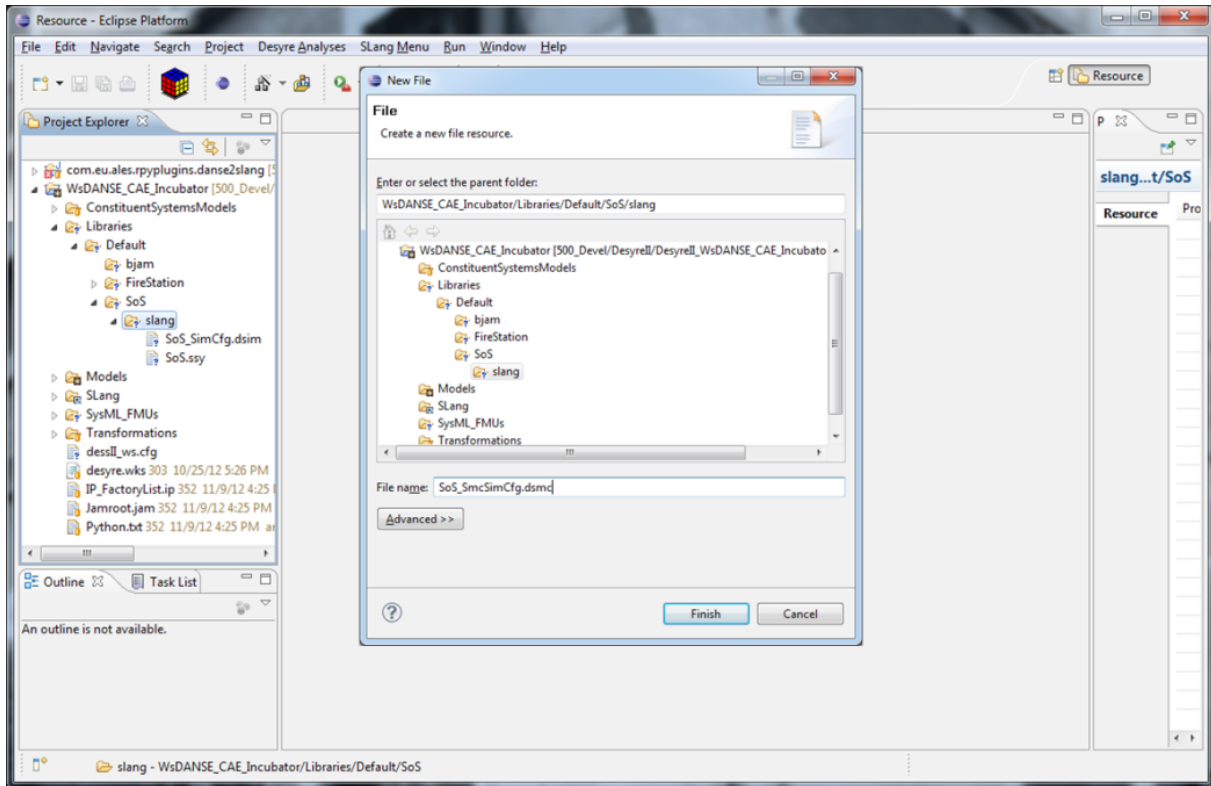 Resource - Eclipse Platform
File Edit Navigate Search Project Desyre Analyses SLang Menu Run Window Help
Resource
Project Explorer
com.eu.ales.rpyplugins.danse2slang [5
WsDANSE_CAE_Incubator [500_Devel/
ConstituentSystemsModels
Libraries
Default
bjam
FireStation
SoS
slang
SoS_SimCfg.dsim
SoS.ssy
Models
SLang
SysML_FMUs
Transformations
dessII_ws.cfg
desyre.wks 303 10/25/12 5:26 PM
IP_FactoryList.ip 352 11/9/12 4:25
Jamroot.jam 352 11/9/12 4:25 PM
Python.txt 352 11/9/12 4:25 PM ar
Outline Task List
An outline is not available.
New File
File
Create a new file resource.
Enter or select the parent folder:
WsDANSE_CAE_Incubator/Libraries/Default/SoS/slang
WsDANSE_CAE_Incubator [500_Devel/DesyreII/DesyreII_WsDANSE_CAE_Incubato
ConstituentSystemsModels
Libraries
Default
bjam
FireStation
SoS
slang
Models
SLang
SysML_FMUs
Transformations
File name: SoS_SmcSimCfg.dsmc
Advanced >>
Finish Cancel
P
slang...t/SoS
Resource Pro
slang - WsDANSE_CAE_Incubator/Libraries/Default/SoS